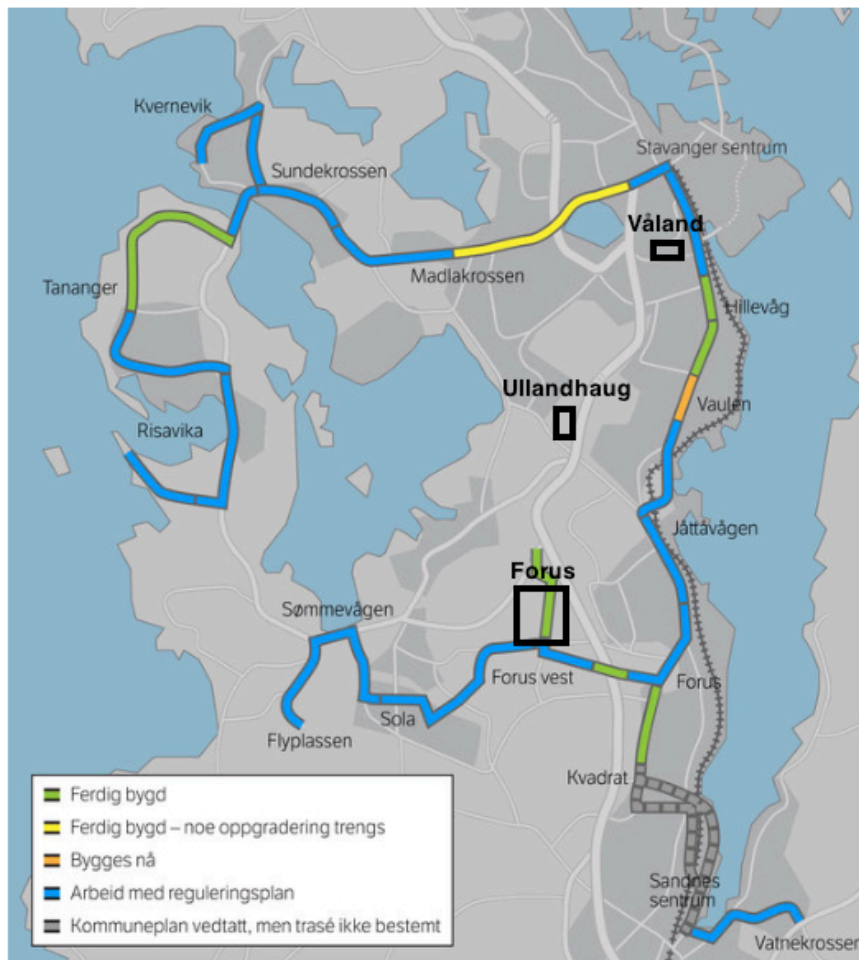 Kvernevik
Stavanger sentrum
Sundekrossen
Våland
Madlakrossen
Tananger
Hillevåg
Ullandhaug
Vaulen
Risavika
Jåttåvågen
Forus
Sømmevågen
Forus vest
Forus
Sola
Flyplassen
Kvadrat
Ferdig bygd
Ferdig bygd – noe oppgradering trengs
Bygges nå
Arbeid med reguleringsplan
Kommuneplan vedtatt, men trasé ikke bestemt
Sandnes
sentrum
Vatnekrossen